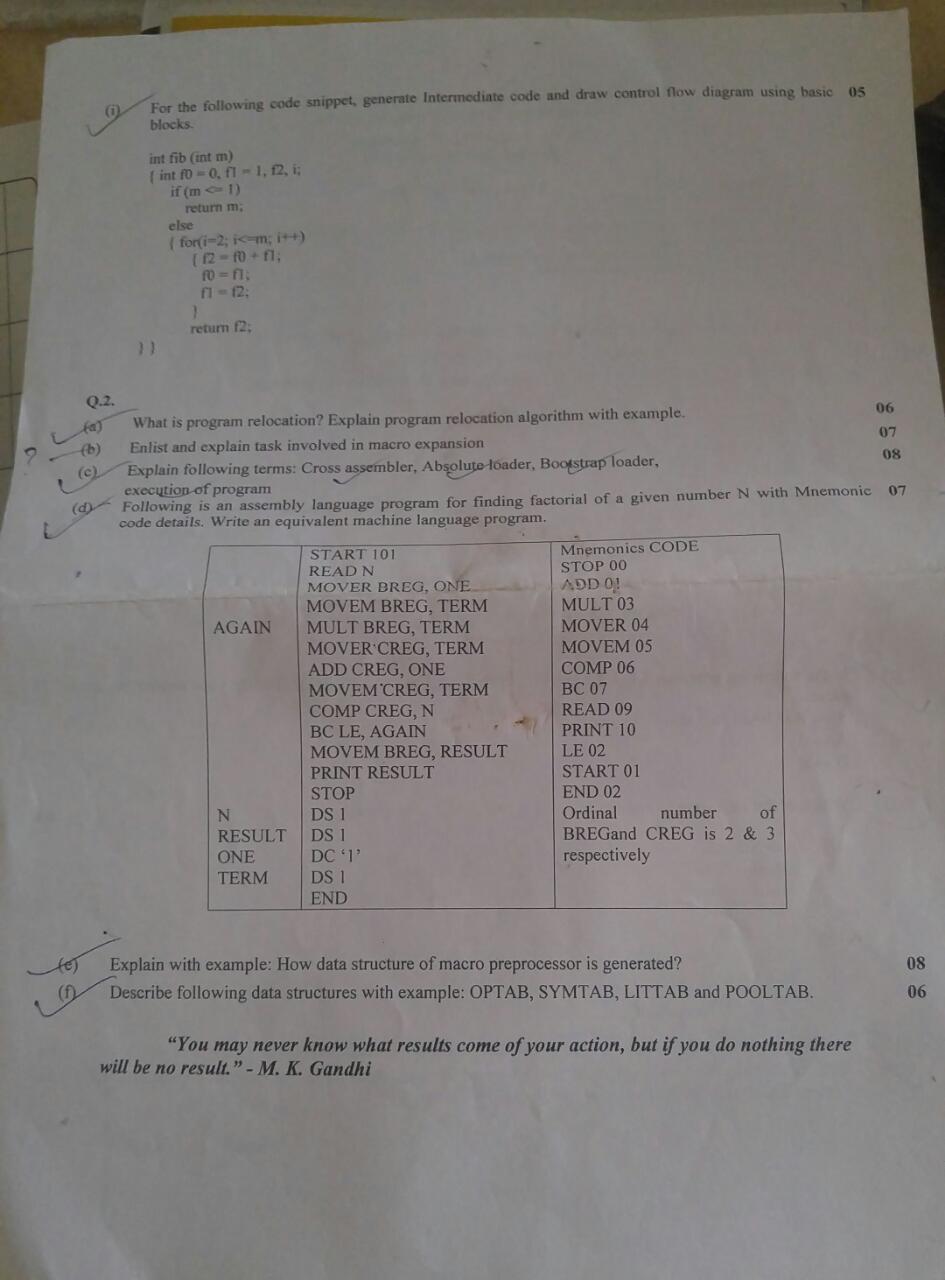 (i) For the following code snippet, generate Intermediate code and draw control flow diagram using basic 05
blocks.
int fib (int m)
{ int f0 = 0, f1 = 1, f2, i;
if (m <= 1)
return m;
else
{ for(i=2; i<=m; i++)
{ f2 = f0 + f1;
f0 = f1;
f1 = f2;
}
return f2;
} }
Q.2.
(a) What is program relocation? Explain program relocation algorithm with example. 06
? (b) Enlist and explain task involved in macro expansion 07
(c) Explain following terms: Cross assembler, Absolute loader, Bootstrap loader, 08
execution of program
(d) Following is an assembly language program for finding factorial of a given number N with Mnemonic 07
code details. Write an equivalent machine language program.
START 101 Mnemonics CODE
READ N STOP 00
MOVER BREG, ONE ADD 01
MOVEM BREG, TERM MULT 03
AGAIN MULT BREG, TERM MOVER 04
MOVER CREG, TERM MOVEM 05
ADD CREG, ONE COMP 06
MOVEM CREG, TERM BC 07
COMP CREG, N READ 09
BC LE, AGAIN PRINT 10
MOVEM BREG, RESULT LE 02
PRINT RESULT START 01
STOP END 02
N DS 1 Ordinal number of
RESULT DS 1 BREGand CREG is 2 & 3
ONE DC ‘1’ respectively
TERM DS 1
END
(e) Explain with example: How data structure of macro preprocessor is generated? 08
(f) Describe following data structures with example: OPTAB, SYMTAB, LITTAB and POOLTAB. 06
“You may never know what results come of your action, but if you do nothing there
will be no result.” - M. K. Gandhi